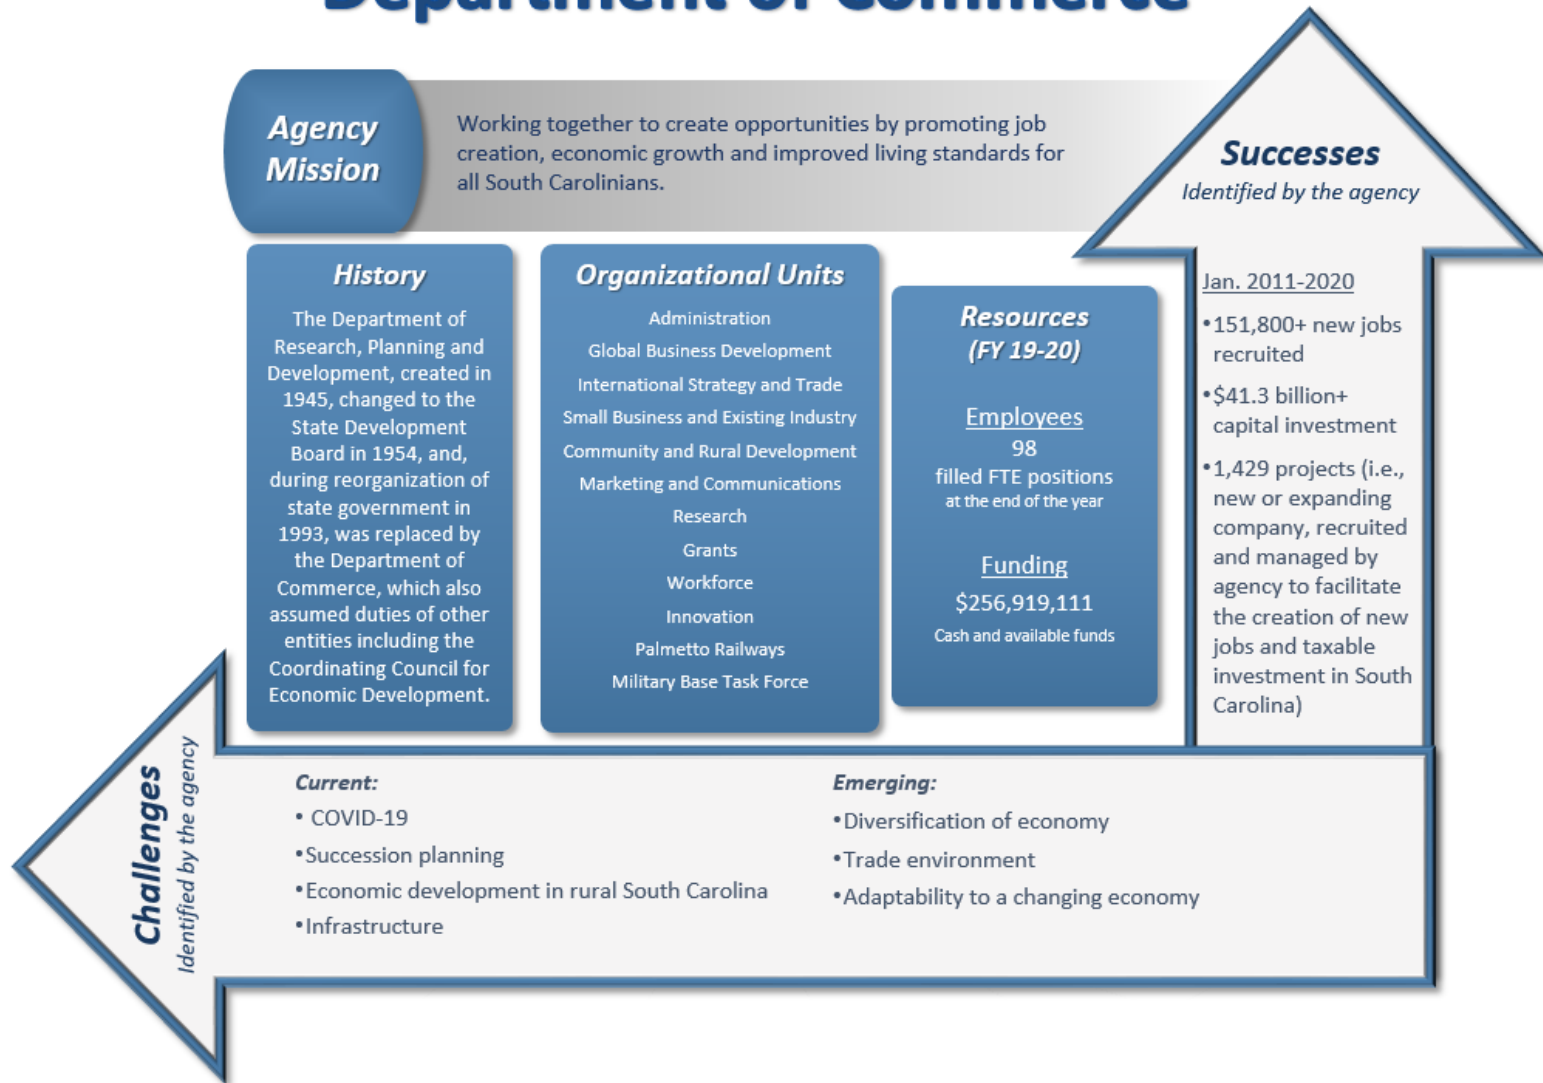 Department of Commerce
Agency
Mission
Working together to create opportunities by promoting job
creation, economic growth and improved living standards for
all South Carolinians.
Successes
Identified by the agency
Jan. 2011-2020
•151,800+ new jobs
recruited
•$41.3 billion+
capital investment
•1,429 projects (i.e.,
new or expanding
company, recruited
and managed by
agency to facilitate
the creation of new
jobs and taxable
investment in South
Carolina)
History
The Department of
Research, Planning and
Development, created in
1945, changed to the
State Development
Board in 1954, and,
during reorganization of
state government in
1993, was replaced by
the Department of
Commerce, which also
assumed duties of other
entities including the
Coordinating Council for
Economic Development.
Organizational Units
Administration
Global Business Development
International Strategy and Trade
Small Business and Existing Industry
Community and Rural Development
Marketing and Communications
Research
Grants
Workforce
Innovation
Palmetto Railways
Military Base Task Force
Resources
(FY 19-20)
Employees
98
filled FTE positions
at the end of the year
Funding
$256,919,111
Cash and available funds
Challenges
Identified by the agency
Current:
• COVID-19
•Succession planning
•Economic development in rural South Carolina
•Infrastructure
Emerging:
•Diversification of economy
•Trade environment
•Adaptability to a changing economy